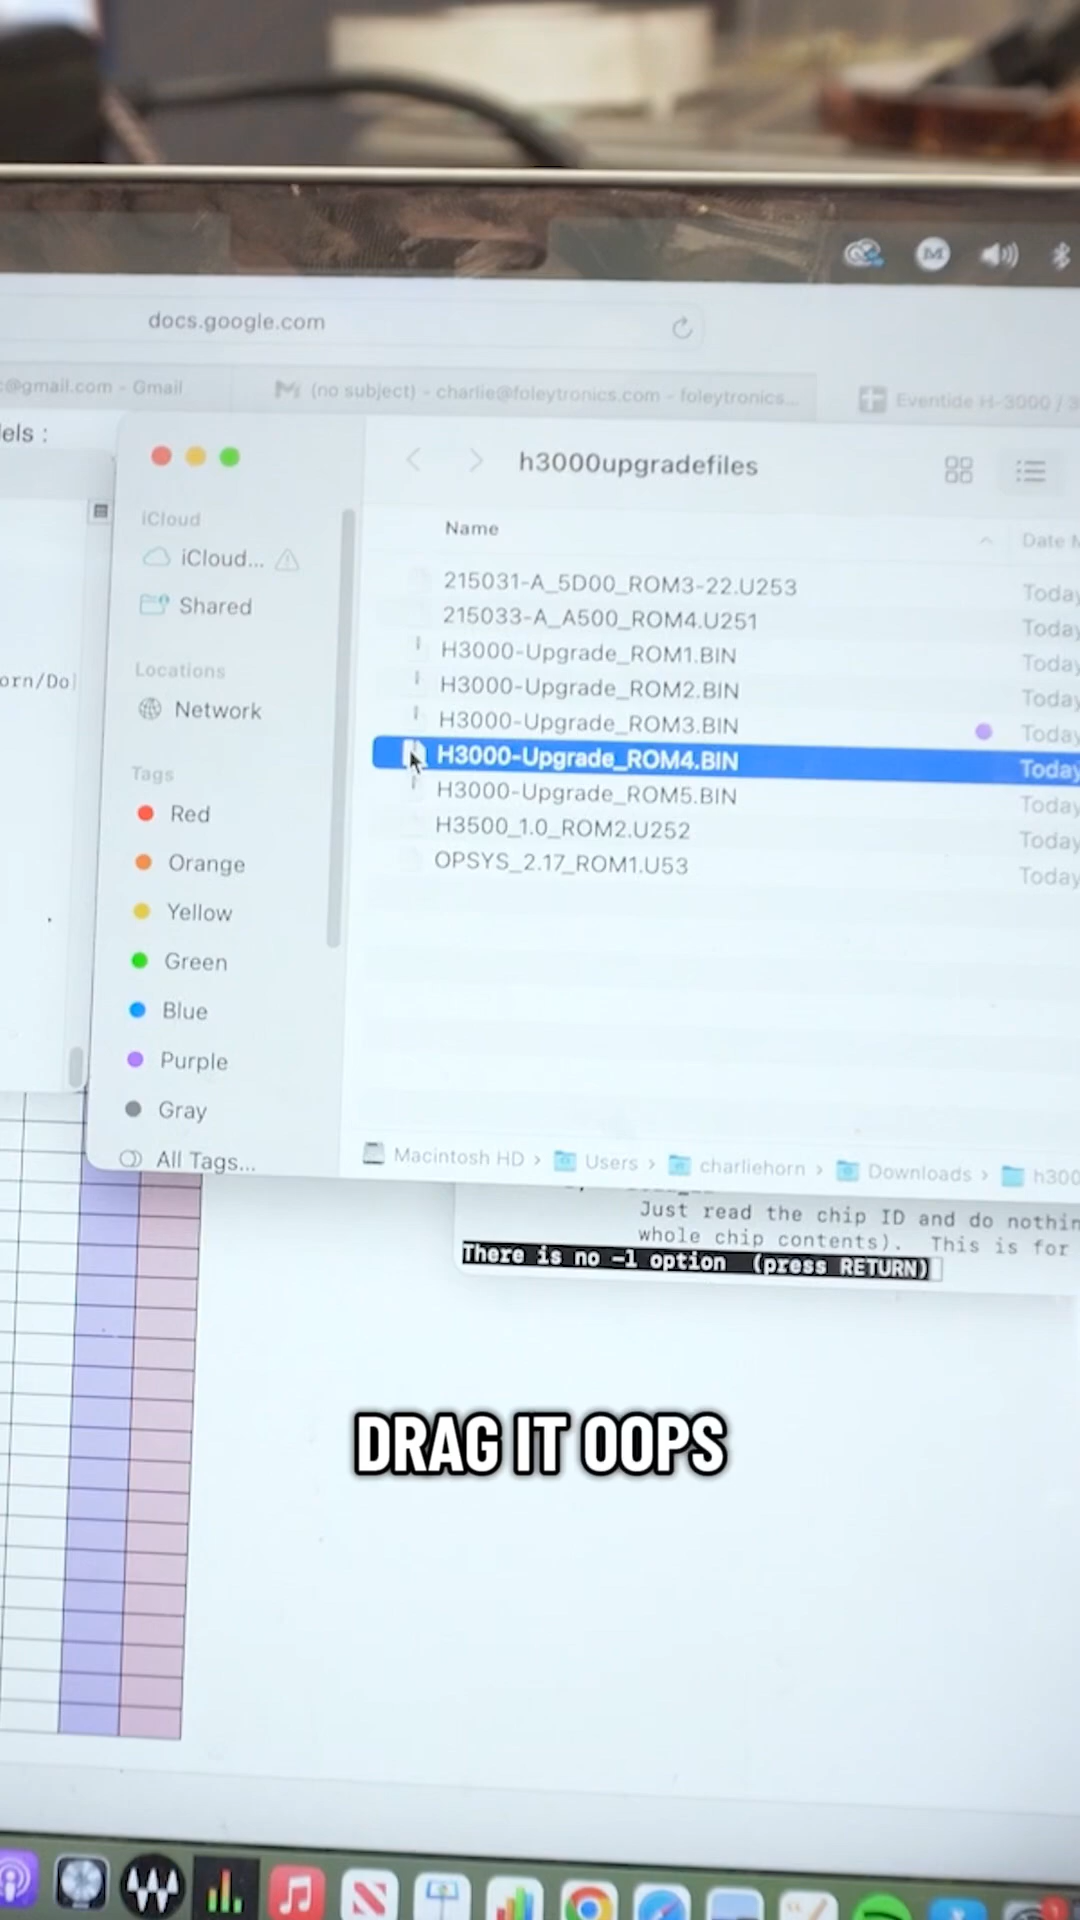 docs.google.com
c@gmail.com - Gmail
(no subject) - charlie@foleytronics.com - foleytronics...
Eventide H-3000 / 3
els :
h3000upgradefiles
iCloud
iCloud...
Shared
Locations
Network
Tags
Red
Orange
Yellow
Green
Blue
Purple
Gray
All Tags...
Name
Date M
215031-A_5D00_ROM3-22.U253
Today
215033-A_A500_ROM4.U251
Today
H3000-Upgrade_ROM1.BIN
Today
H3000-Upgrade_ROM2.BIN
Today
H3000-Upgrade_ROM3.BIN
Today
H3000-Upgrade_ROM4.BIN
Today
H3000-Upgrade_ROM5.BIN
Today
H3500_1.0_ROM2.U252
Today
OPSYS_2.17_ROM1.U53
Today
orn/Do
Macintosh HD › Users › charliehorn › Downloads › h300
Just read the chip ID and do nothin
whole chip contents). This is for
There is no -l option (press RETURN)
DRAG IT OOPS